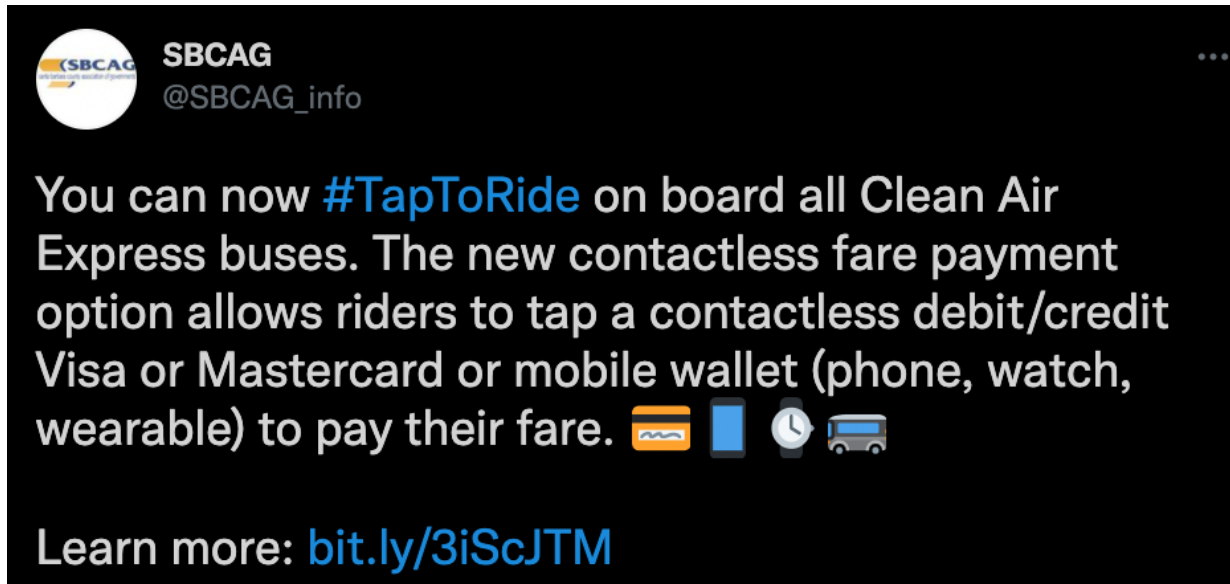 SBCAG
SBCAG
@SBCAG_info
You can now #TapToRide on board all Clean Air
Express buses. The new contactless fare payment
option allows riders to tap a contactless debit/credit
Visa or Mastercard or mobile wallet (phone, watch,
wearable) to pay their fare.
Learn more: bit.ly/3iScJTM